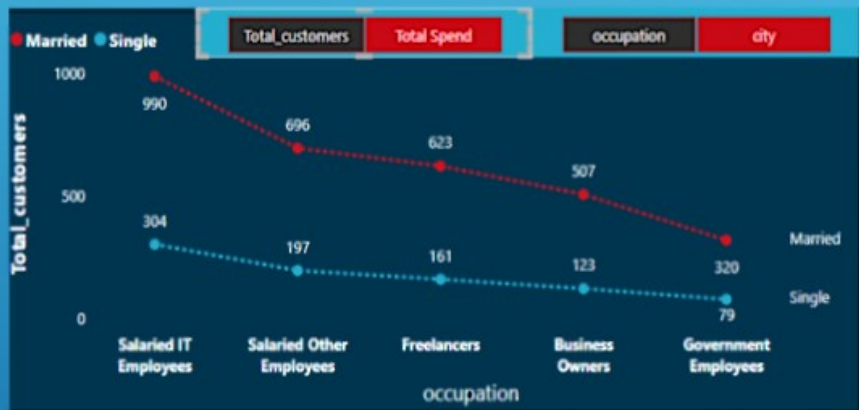 Married Single
Total_customers Total Spend
occupation city
Total_customers
1000
500
0
990
696
623
507
320
304
197
161
123
79
Married
Single
Salaried IT
Employees
Salaried Other
Employees
Freelancers
Business
Owners
Government
Employees
occupation